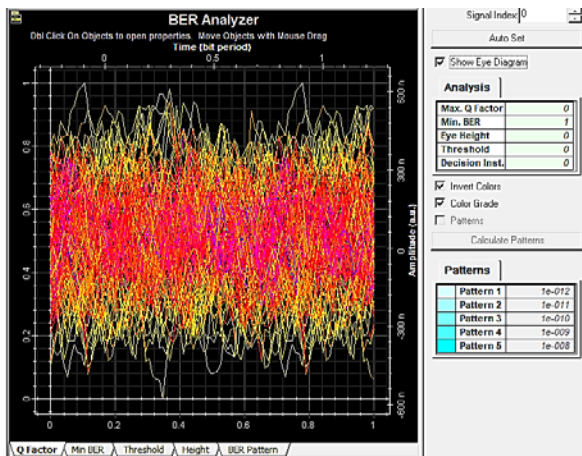 BER Analyzer
Dbl Click On Objects to open properties. Move Objects with Mouse Drag
Time (bit period)
0 0.5 1
0.8
0.6
0.4
0.2
0
600 n
300 n
0
-300 n
-600 n
Amplitude (a.u.)
0 0.2 0.4 0.6 0.8 1
Q Factor Min BER Threshold Height BER Pattern
Signal Index: 0
Auto Set
Show Eye Diagram
Analysis
Max. Q Factor 0
Min. BER 1
Eye Height 0
Threshold 0
Decision Inst. 0
Invert Colors
Color Grade
Patterns
Calculate Patterns
Patterns
Pattern 1 1e-012
Pattern 2 1e-011
Pattern 3 1e-010
Pattern 4 1e-009
Pattern 5 1e-008